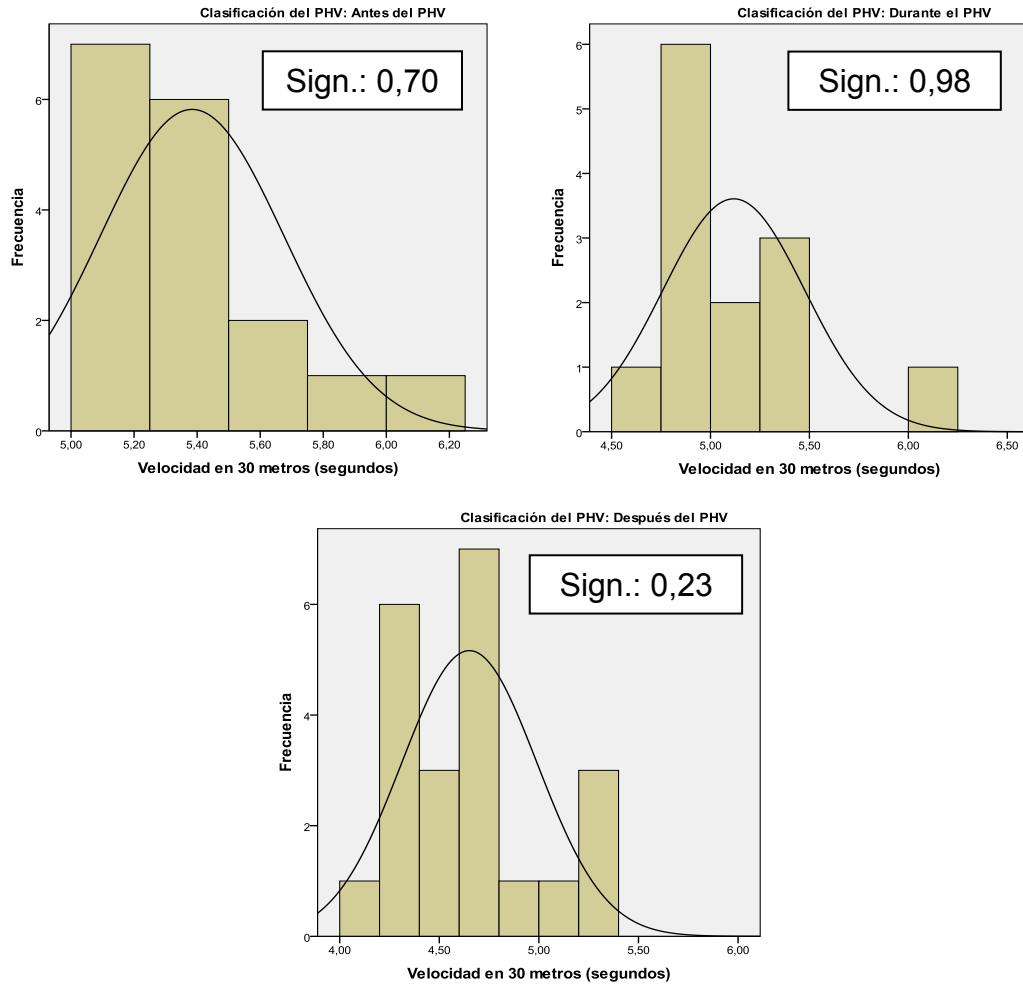 Clasificación del PHV: Antes del PHV
Sign.: 0,70
Frecuencia
6
4
2
0
5,00 5,20 5,40 5,60 5,80 6,00 6,20
Velocidad en 30 metros (segundos)
Clasificación del PHV: Durante el PHV
Sign.: 0,98
Frecuencia
6
5
4
3
2
1
0
4,50 5,00 5,50 6,00 6,50
Velocidad en 30 metros (segundos)
Clasificación del PHV: Después del PHV
Sign.: 0,23
Frecuencia
6
4
2
0
4,00 4,50 5,00 5,50 6,00
Velocidad en 30 metros (segundos)